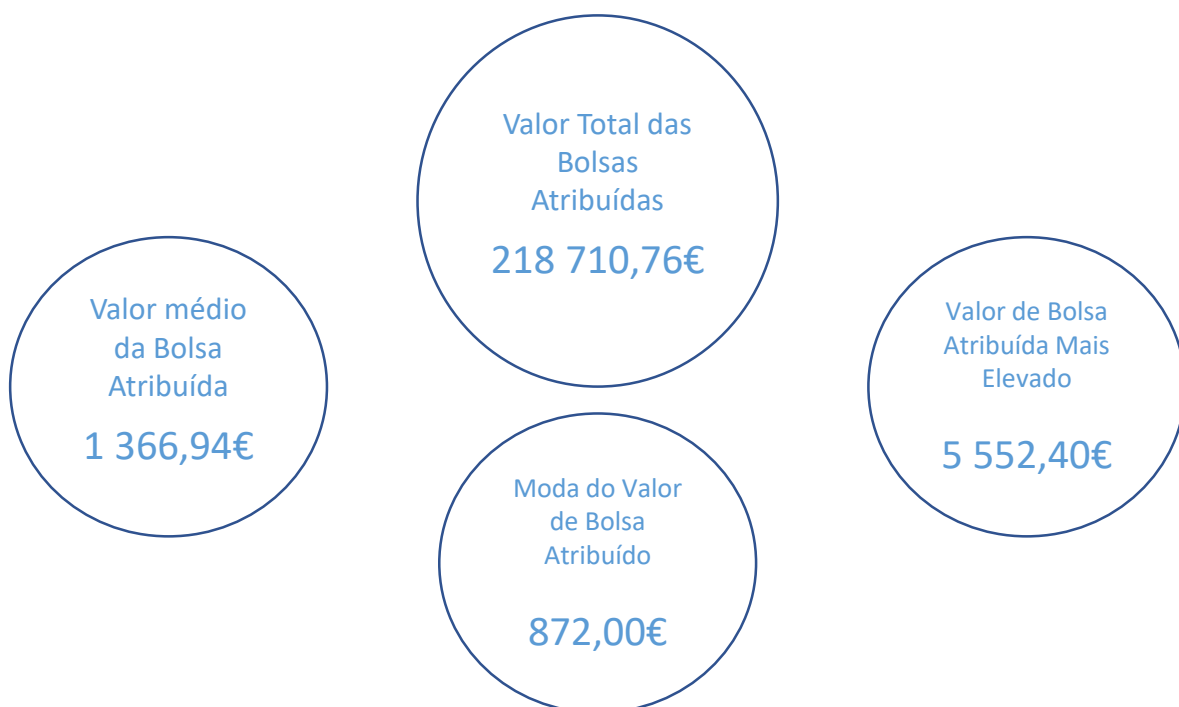 Valor Total das
Bolsas
Atribuídas
218 710,76€
Valor médio
da Bolsa
Atribuída
1 366,94€
Valor de Bolsa
Atribuída Mais
Elevado
5 552,40€
Moda do Valor
de Bolsa
Atribuído
872,00€